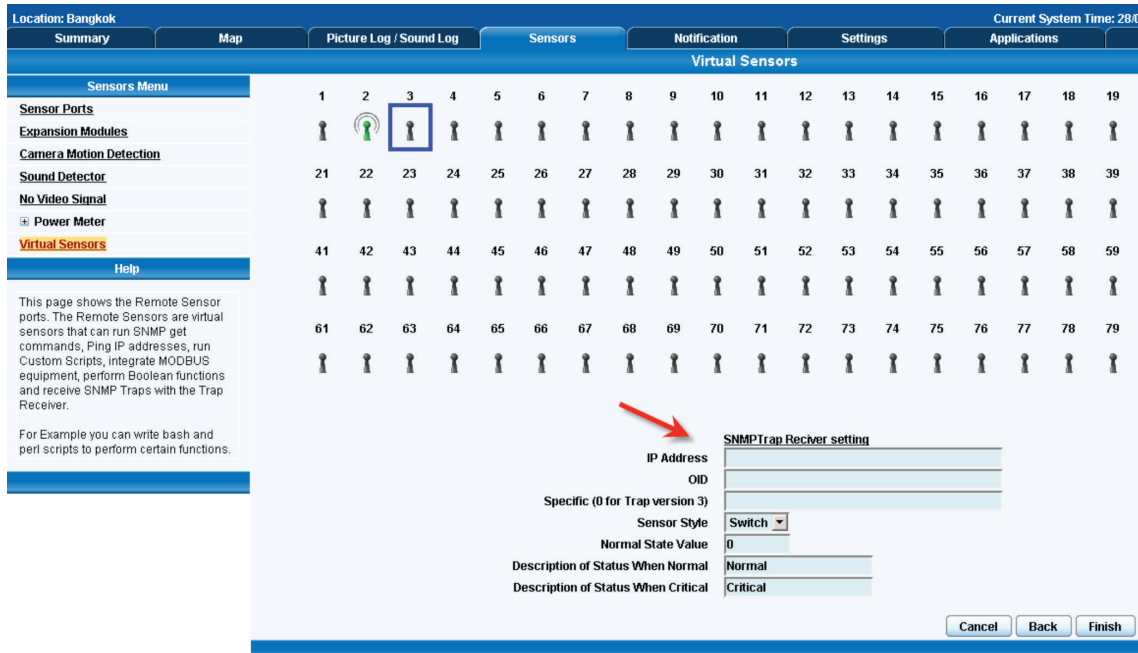 Location: Bangkok
Current System Time: 28/0
Summary
Map
Picture Log / Sound Log
Sensors
Notification
Settings
Applications
Virtual Sensors
Sensors Menu
Sensor Ports
Expansion Modules
Camera Motion Detection
Sound Detector
No Video Signal
Power Meter
Virtual Sensors
Help
This page shows the Remote Sensor
ports. The Remote Sensors are virtual
sensors that can run SNMP get
commands, Ping IP addresses, run
Custom Scripts, integrate MODBUS
equipment, perform Boolean functions
and receive SNMP Traps with the Trap
Receiver.
For Example you can write bash and
perl scripts to perform certain functions.
1 2 3 4 5 6 7 8 9 10 11 12 13 14 15 16 17 18 19
21 22 23 24 25 26 27 28 29 30 31 32 33 34 35 36 37 38 39
41 42 43 44 45 46 47 48 49 50 51 52 53 54 55 56 57 58 59
61 62 63 64 65 66 67 68 69 70 71 72 73 74 75 76 77 78 79
SNMPTrap Reciver setting
IP Address
OID
Specific (0 for Trap version 3)
Sensor Style Switch
Normal State Value 0
Description of Status When Normal Normal
Description of Status When Critical Critical
Cancel Back Finish